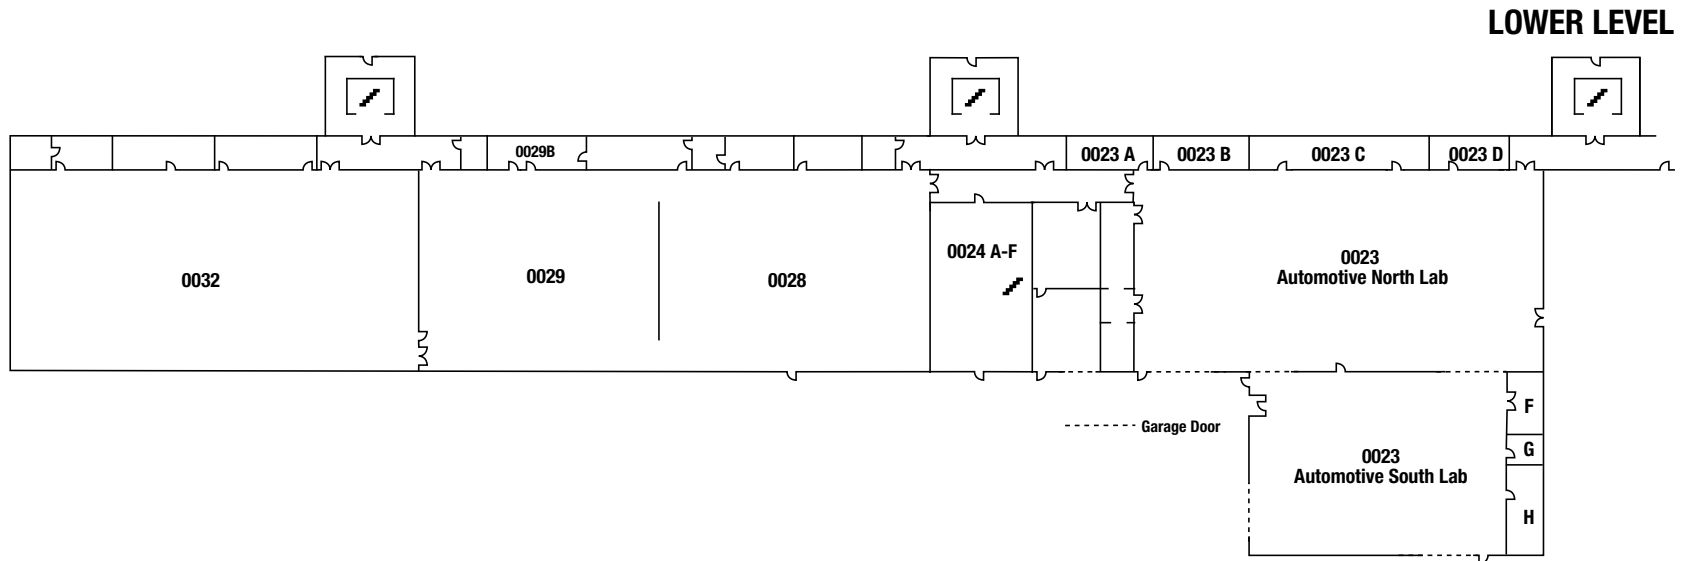 LOWER LEVEL
0029B
0023 A
0023 B
0023 C
0023 D
0032
0029
0028
0024 A-F
0023
Automotive North Lab
Garage Door
0023
Automotive South Lab
F
G
H